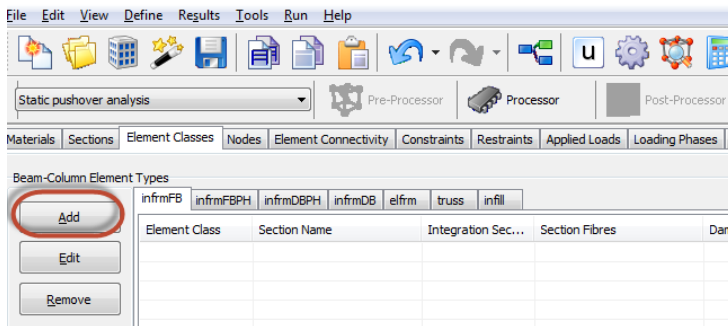 File Edit View Define Results Tools Run Help
u
Static pushover analysis Pre-Processor Processor Post-Processor
Materials Sections Element Classes Nodes Element Connectivity Constraints Restraints Applied Loads Loading Phases
Beam-Column Element Types
infrmFB infrmFBPH infrmDBPH infrmDB elfrm truss infill
Add
Element Class Section Name Integration Sec... Section Fibres Dar
Edit
Remove